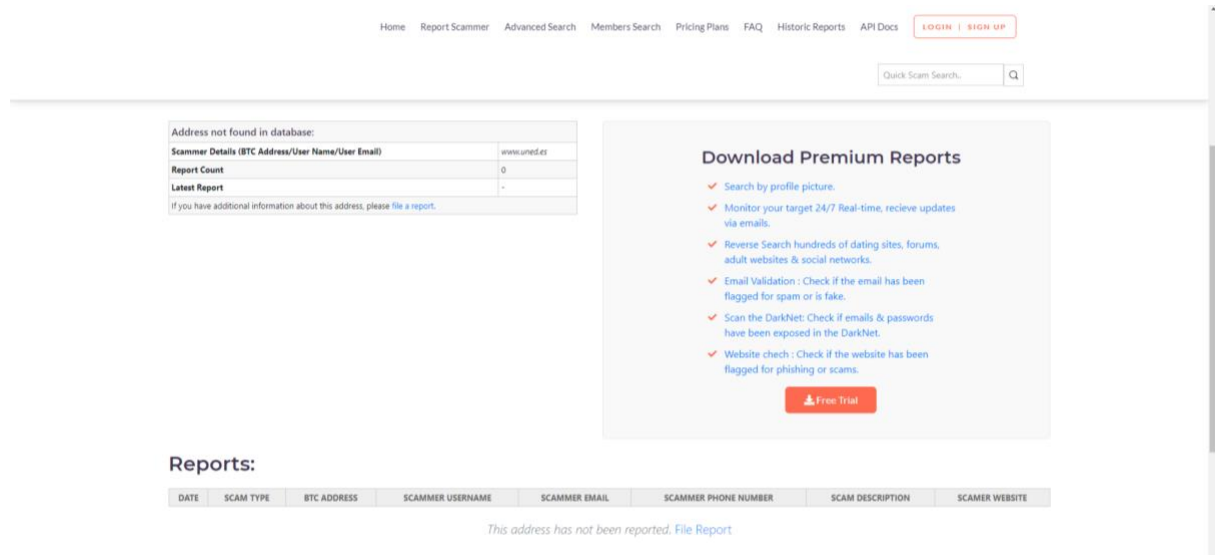 Home Report Scammer Advanced Search Members Search Pricing Plans FAQ Historic Reports API Docs LOGIN | SIGN UP
Quick Scam Search..
Address not found in database:
Scammer Details (BTC Address/User Name/User Email) www.uned.es
Report Count 0
Latest Report -
If you have additional information about this address, please file a report.
Download Premium Reports
Search by profile picture.
Monitor your target 24/7 Real-time, recieve updates
via emails.
Reverse Search hundreds of dating sites, forums,
adult websites & social networks.
Email Validation : Check if the email has been
flagged for spam or is fake.
Scan the DarkNet: Check if emails & passwords
have been exposed in the DarkNet.
Website chech : Check if the website has been
flagged for phishing or scams.
Free Trial
Reports:
DATE SCAM TYPE BTC ADDRESS SCAMMER USERNAME SCAMMER EMAIL SCAMMER PHONE NUMBER SCAM DESCRIPTION SCAMER WEBSITE
This address has not been reported. File Report